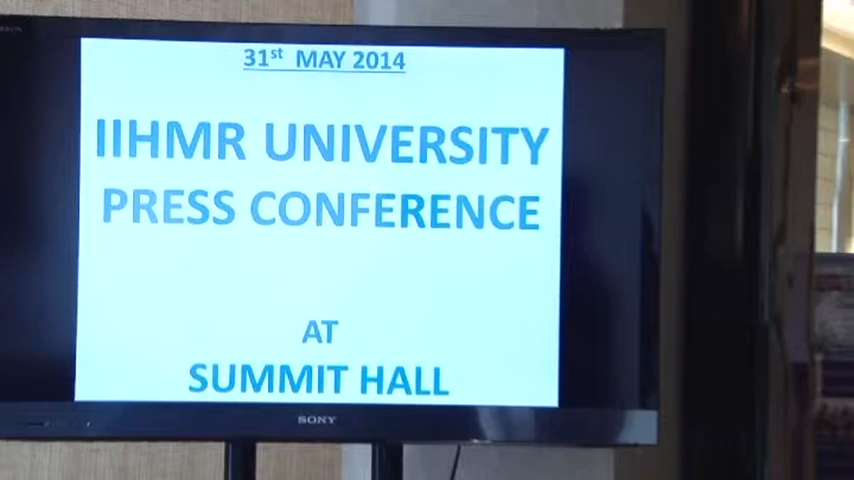 31st MAY 2014
IIHMR UNIVERSITY
PRESS CONFERENCE
AT
SUMMIT HALL
SONY